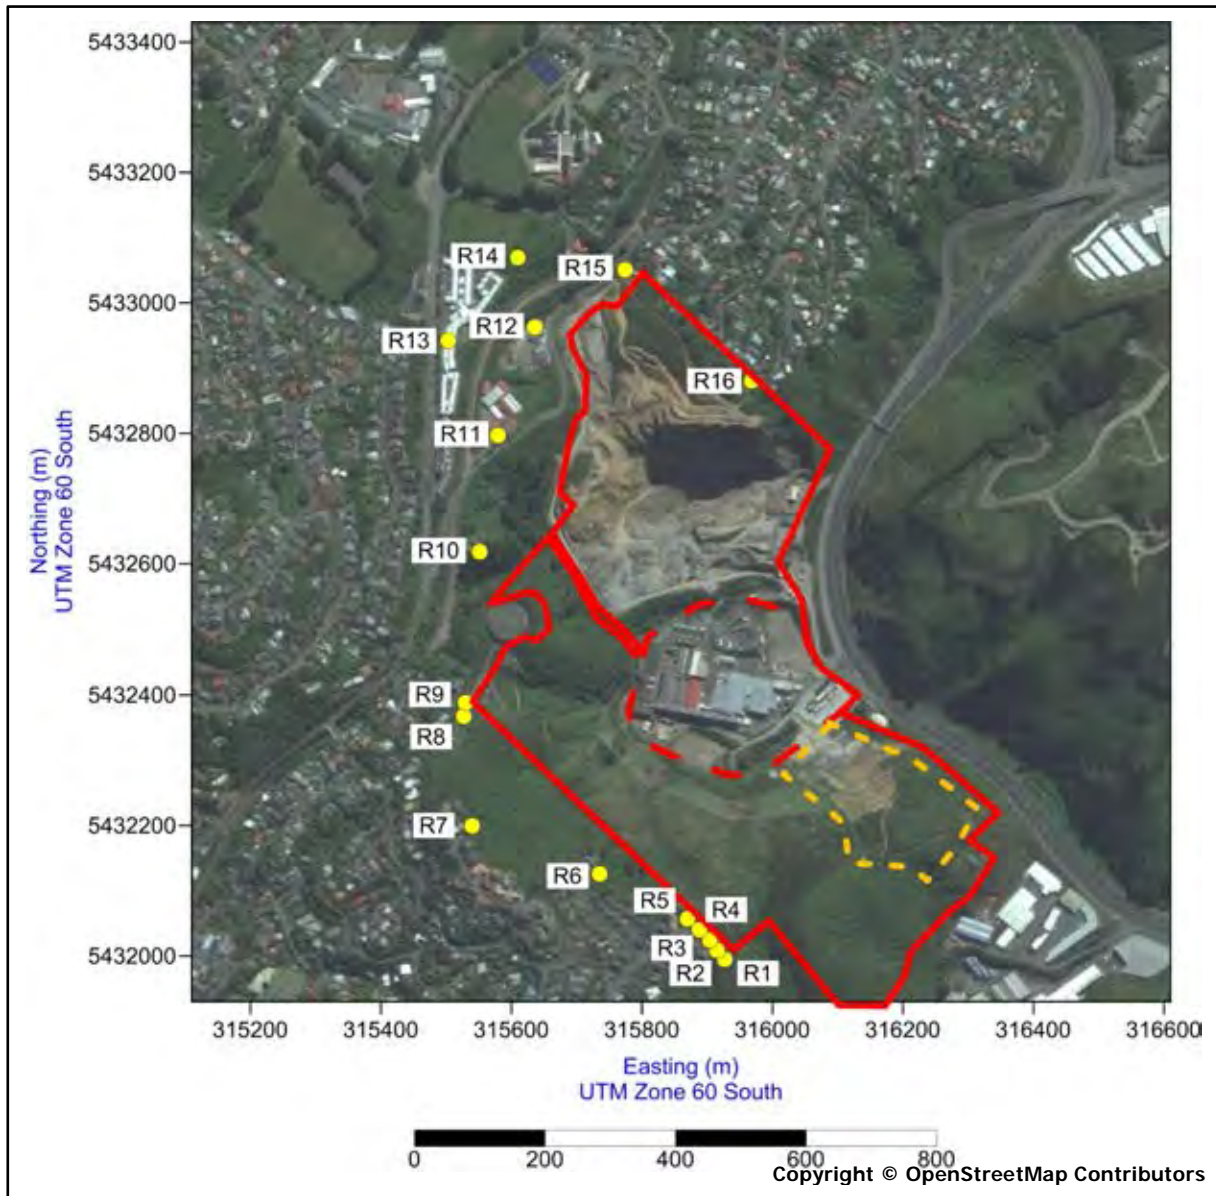 5433400
5433200
5433000
5432800
5432600
5432400
5432200
5432000
Northing (m)
UTM Zone 60 South
R14
R15
R12
R13
R16
R11
R10
R9
R8
R7
R6
R5
R4
R3
R2
R1
315200 315400 315600 315800 316000 316200 316400 316600
Easting (m)
UTM Zone 60 South
0 200 400 600 800
Copyright © OpenStreetMap Contributors